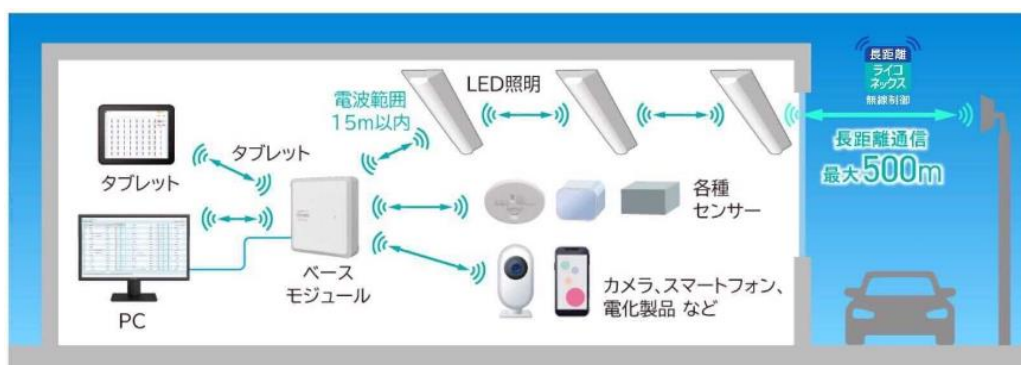 長距離
ライコ
ネックス
無線制御
LED照明
電波範囲
15m以内
タブレット
タブレット
長距離通信
最大500m
各種
センサー
ベース
モジュール
カメラ、スマートフォン、
電化製品 など
PC